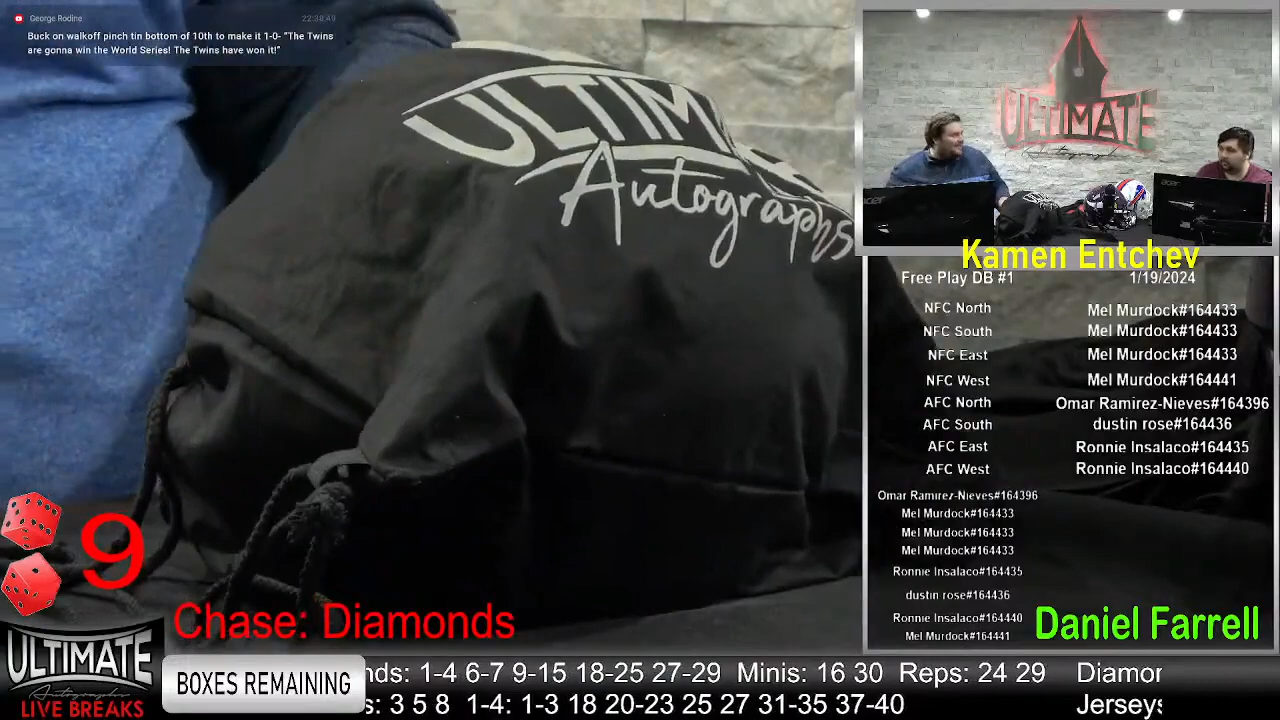 George Rodine 22:38:49
Buck on walkoff pinch tin bottom of 10th to make it 1-0- “The Twins
are gonna win the World Series! The Twins have won it!”
ULTIM
Autographs
ULTIMATE
acer
acer
Kamen Entchev
Free Play DB #1 1/19/2024
NFC North Mel Murdock#164433
NFC South Mel Murdock#164433
NFC East Mel Murdock#164433
NFC West Mel Murdock#164441
AFC North Omar Ramirez-Nieves#164396
AFC South dustin rose#164436
AFC East Ronnie Insalaco#164435
AFC West Ronnie Insalaco#164440
Omar Ramirez-Nieves#164396
Mel Murdock#164433
Mel Murdock#164433
Mel Murdock#164433
Ronnie Insalaco#164435
dustin rose#164436
Ronnie Insalaco#164440
Mel Murdock#164441
Daniel Farrell
9
Chase: Diamonds
ULTIMATE
Autographs
LIVE BREAKS
BOXES REMAINING
nds: 1-4 6-7 9-15 18-25 27-29 Minis: 16 30 Reps: 24 29 Diamor
s: 3 5 8 1-4: 1-3 18 20-23 25 27 31-35 37-40 Jerseys